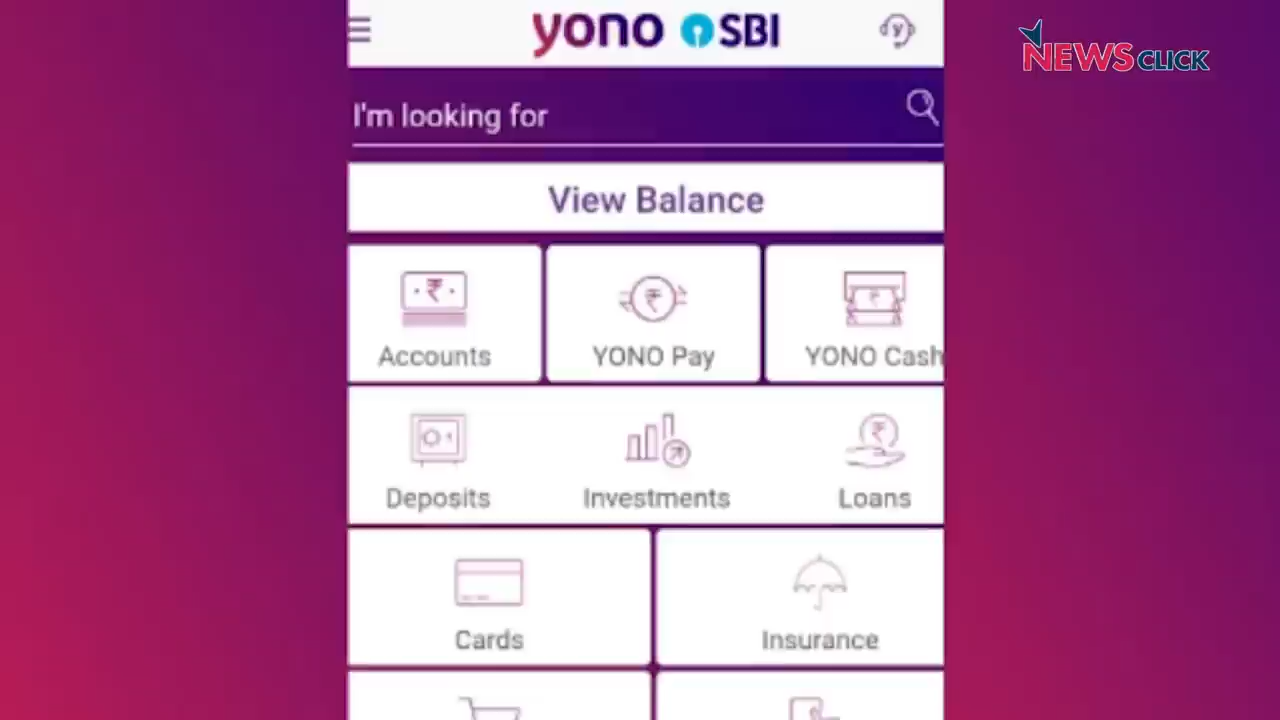 yono SBI
NEWSCLICK
I'm looking for
View Balance
Accounts
YONO Pay
YONO Cash
Deposits
Investments
Loans
Cards
Insurance